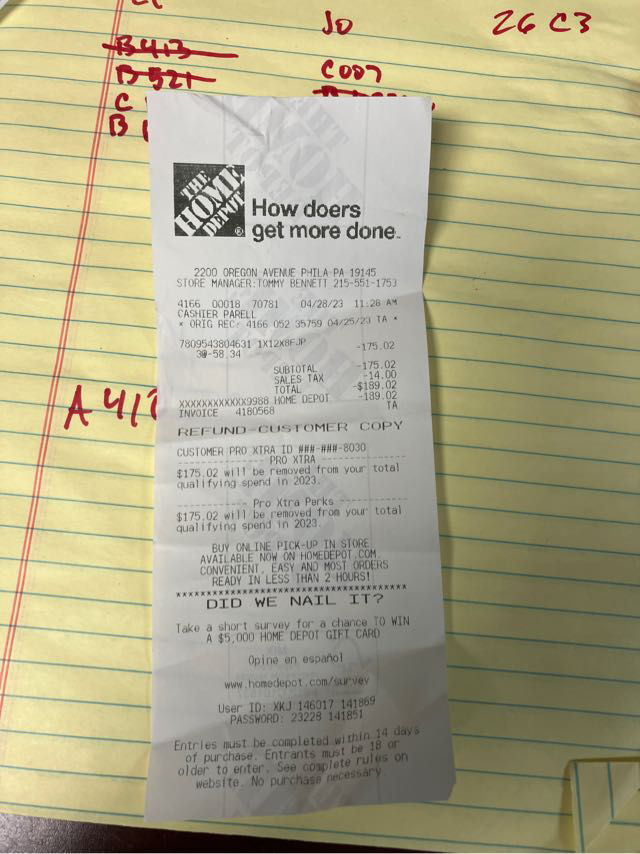 JO
26 C3
B413
B521
C007
C
B
A 41
THE HOME DEPOT
How doers
get more done™
2200 OREGON AVENUE PHILA PA 19145
STORE MANAGER:TOMMY BENNETT 215-551-1753
4166 00018 70781 04/28/23 11:28 AM
CASHIER PARELL
* ORIG REC: 4166 052 35759 04/25/23 TA *
7809543804631 1X12X8FJP -175.02
3@-58.34
SUBTOTAL -175.02
SALES TAX -14.00
TOTAL -$189.02
XXXXXXXXXXXX9988 HOME DEPOT -189.02
INVOICE 4180568 TA
REFUND-CUSTOMER COPY
CUSTOMER PRO XTRA ID ###-###-8030
PRO XTRA
$175.02 will be removed from your total
qualifying spend in 2023.
Pro Xtra Perks
$175.02 will be removed from your total
qualifying spend in 2023.
BUY ONLINE PICK-UP IN STORE
AVAILABLE NOW ON HOMEDEPOT.COM.
CONVENIENT, EASY AND MOST ORDERS
READY IN LESS THAN 2 HOURS!
****************************************
DID WE NAIL IT?
Take a short survey for a chance TO WIN
A $5,000 HOME DEPOT GIFT CARD
Opine en español
www.homedepot.com/survey
User ID: XKJ 146017 141869
PASSWORD: 23228 141851
Entries must be completed within 14 days
of purchase. Entrants must be 18 or
older to enter. See complete rules on
website. No purchase necessary.